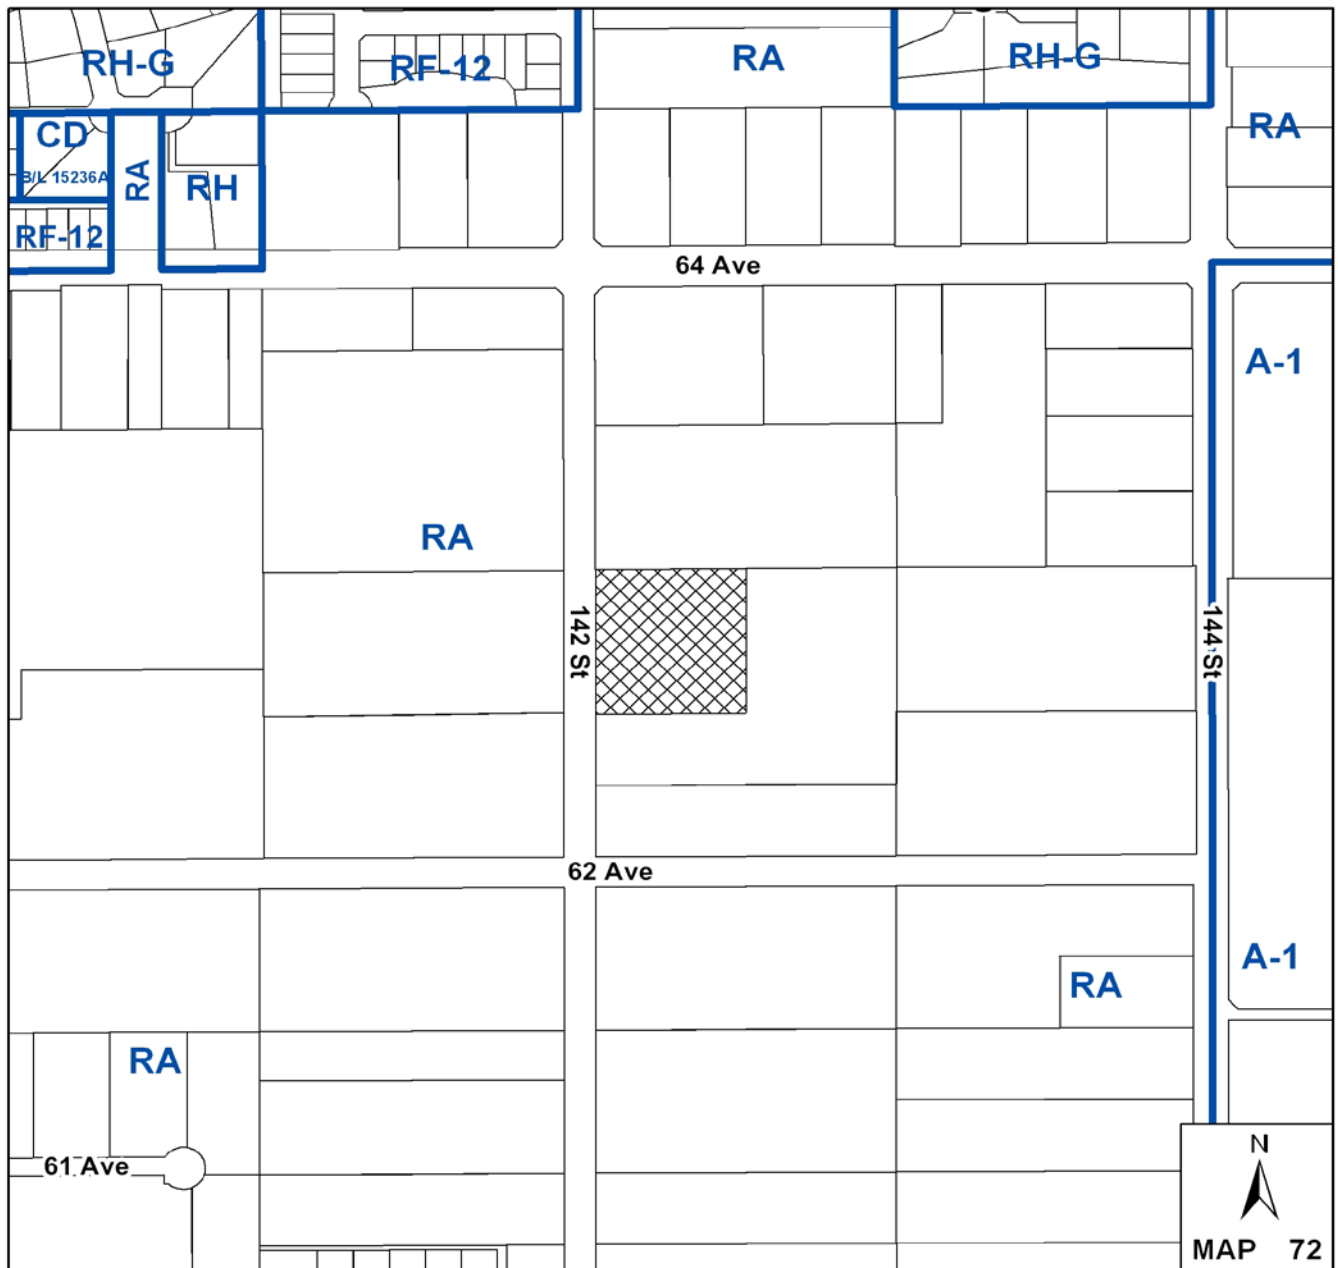 RH-G
RF-12
RA
RH-G
CD
B/L 15236A
RA
RH
RA
RF-12
64 Ave
A-1
RA
142 St
144 St
62 Ave
A-1
RA
RA
61 Ave
N
MAP 72